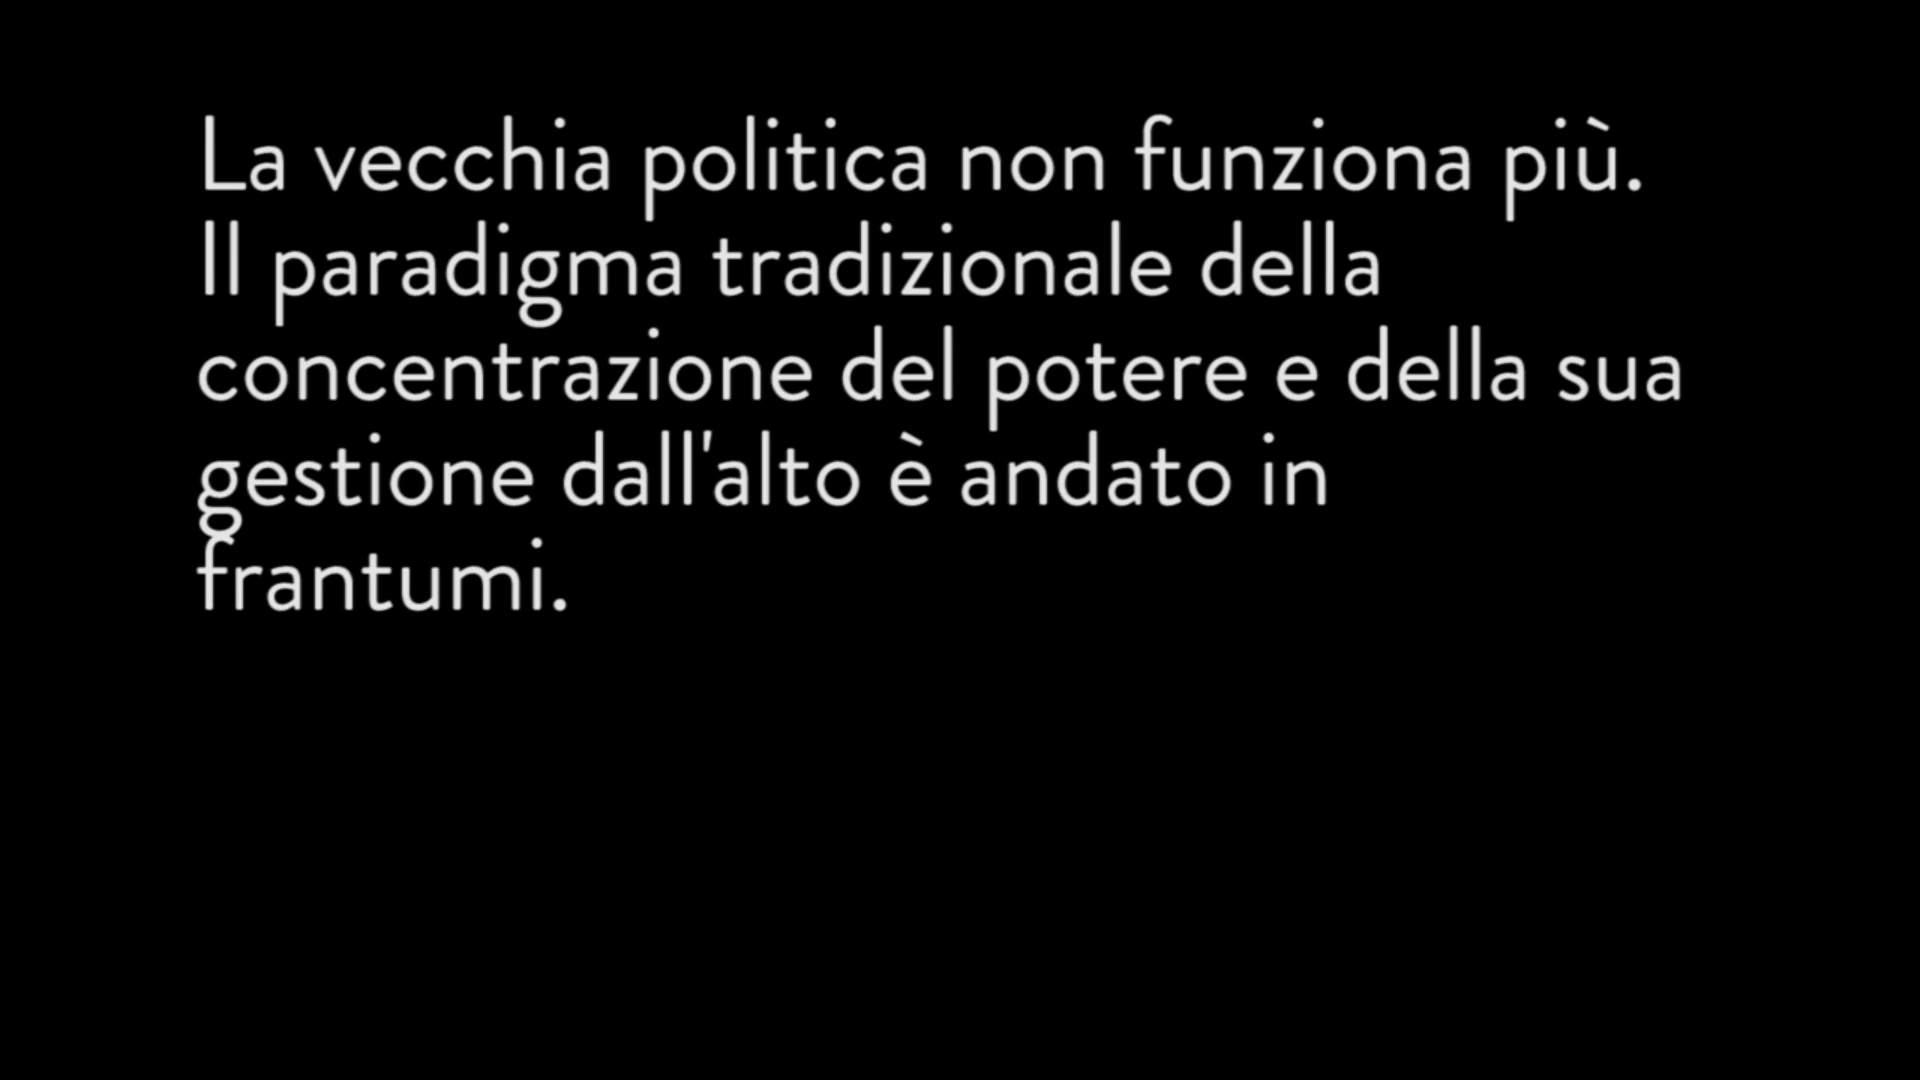 La vecchia politica non funziona più.
Il paradigma tradizionale della
concentrazione del potere e della sua
gestione dall'alto è andato in
frantumi.